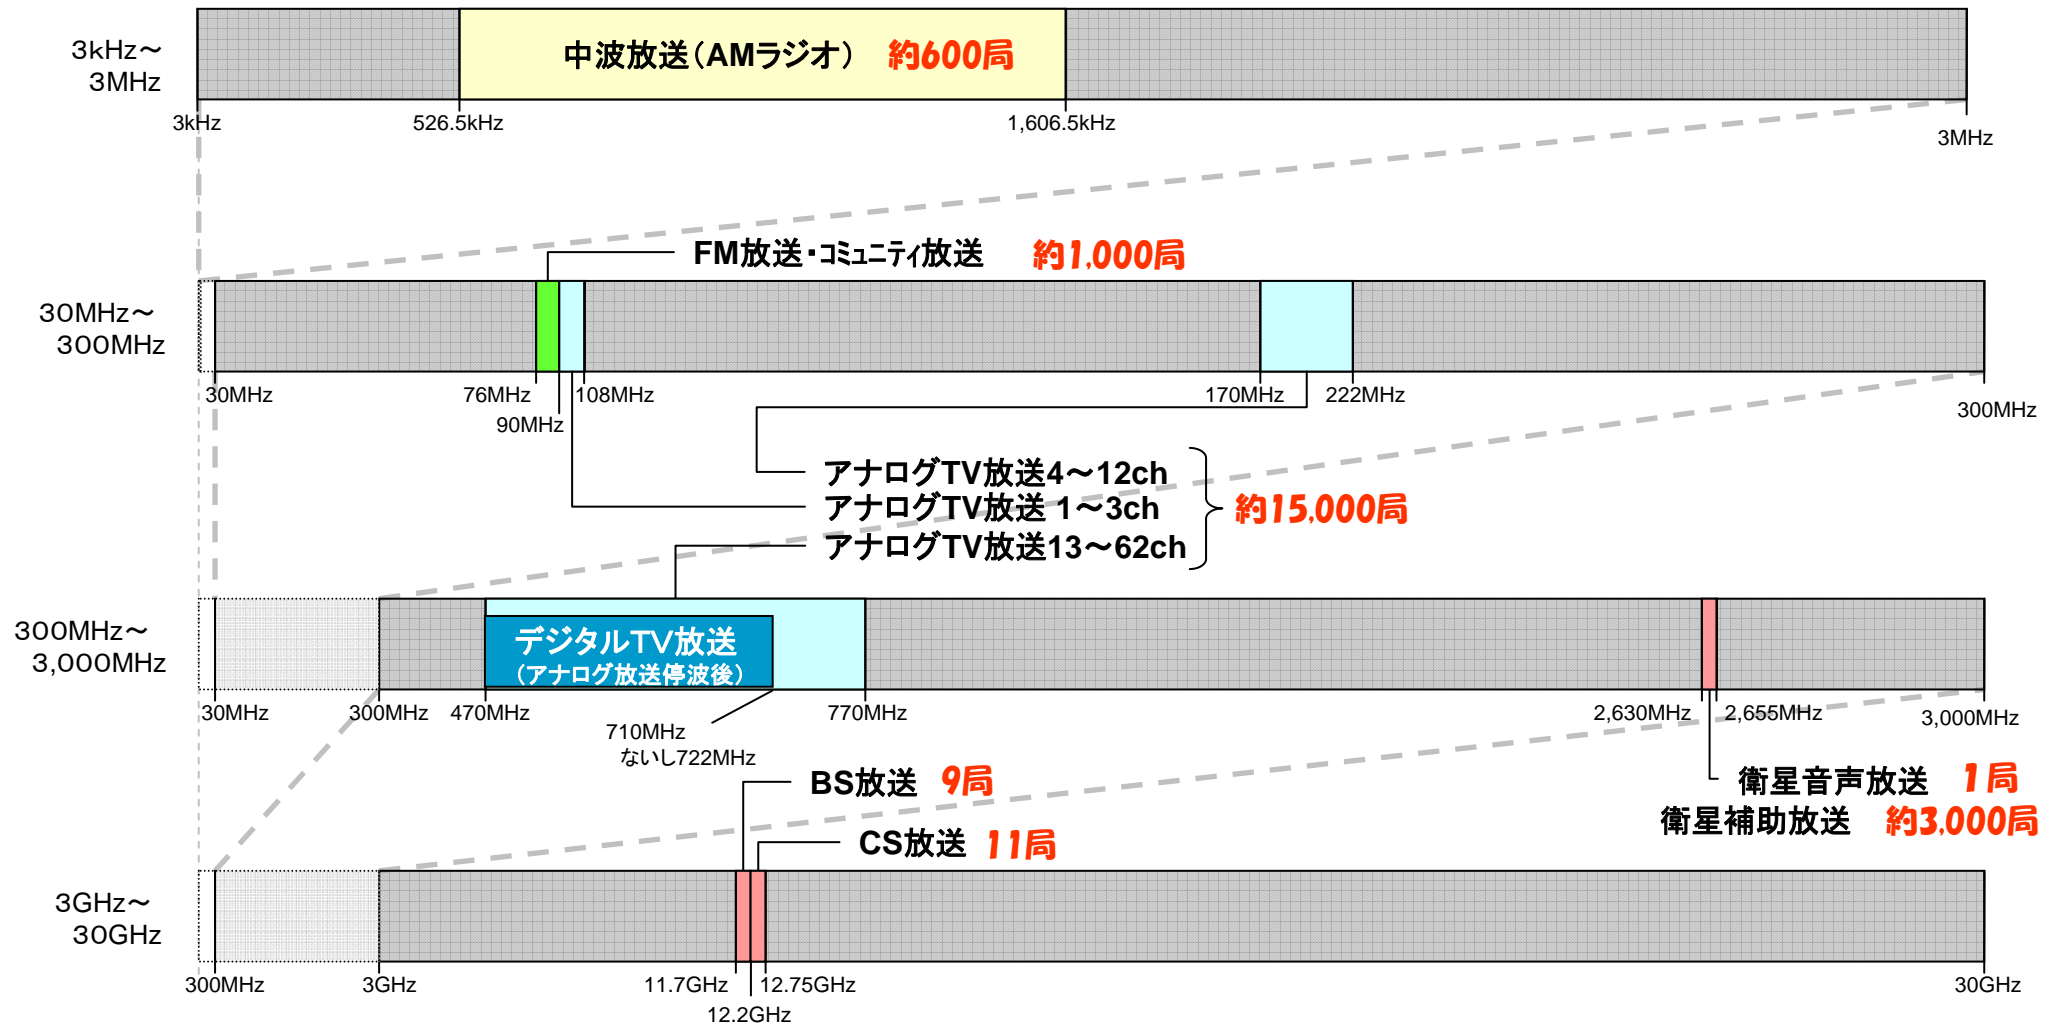 3kHz～
3MHz
中波放送（AMラジオ） 約600局
3kHz 526.5kHz 1,606.5kHz 3MHz
FM放送・コミュニティ放送 約1,000局
30MHz～
300MHz
30MHz 76MHz 108MHz 170MHz 222MHz 300MHz
90MHz
アナログTV放送4～12ch
アナログTV放送 1～3ch 約15,000局
アナログTV放送13～62ch
300MHz～
3,000MHz
デジタルTV放送
（アナログ放送停波後）
30MHz 300MHz 470MHz 770MHz 2,630MHz 2,655MHz 3,000MHz
710MHz
ないし722MHz
BS放送 9局
衛星音声放送 1局
衛星補助放送 約3,000局
CS放送 11局
3GHz～
30GHz
300MHz 3GHz 11.7GHz 12.75GHz 30GHz
12.2GHz